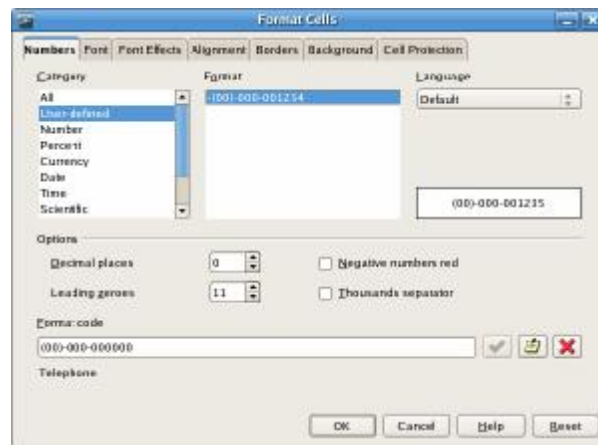 Format Cells
Numbers Font Font Effects Alignment Borders Background Cell Protection
Category
Format
Language
All
User-defined
Number
Percent
Currency
Date
Time
Scientific
-(00)-000-001234
Default
(00)-000-001235
Options
Decimal places 0
Negative numbers red
Leading zeroes 11
Thousands separator
Format code
(00)-000-000000
Telephone
OK Cancel Help Reset